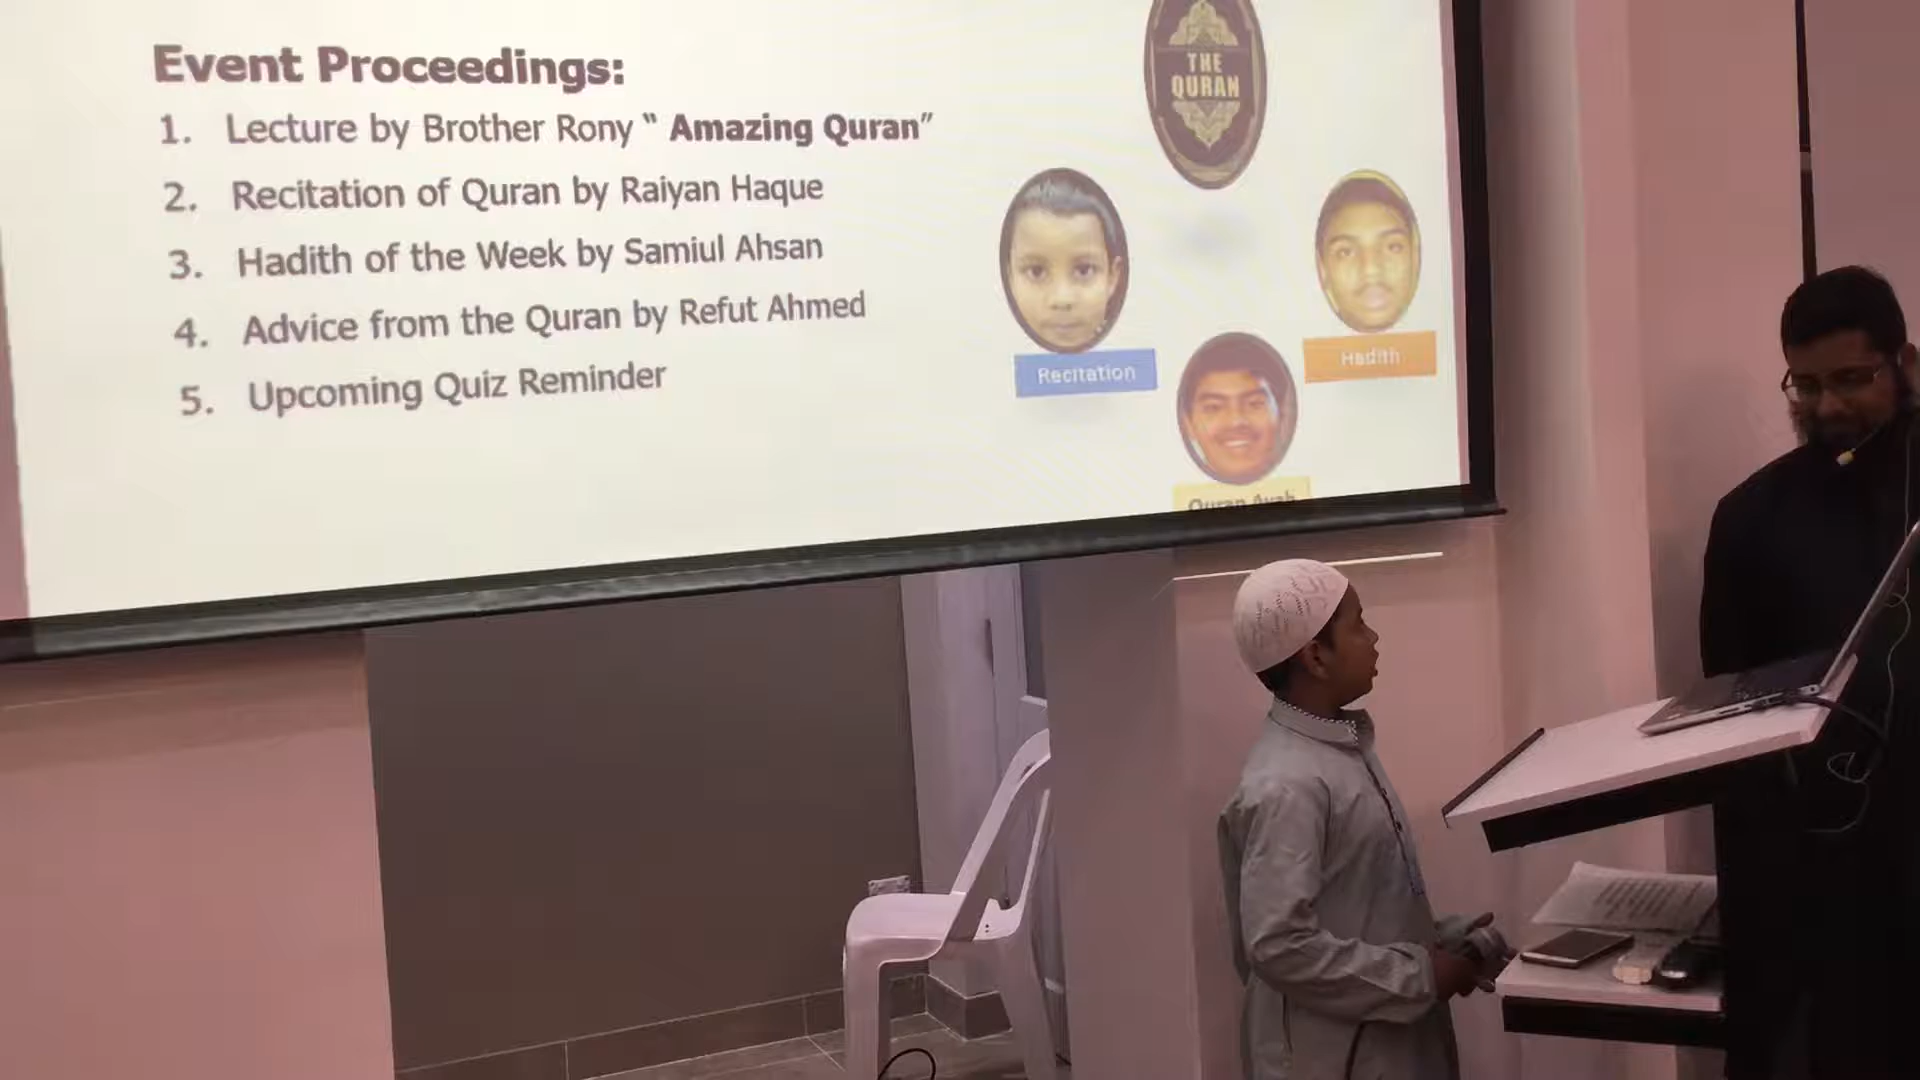 Event Proceedings:
1. Lecture by Brother Rony “ Amazing Quran”
2. Recitation of Quran by Raiyan Haque
3. Hadith of the Week by Samiul Ahsan
4. Advice from the Quran by Refut Ahmed
5. Upcoming Quiz Reminder
THE
QURAN
Recitation
Hadith
Quran Ayah